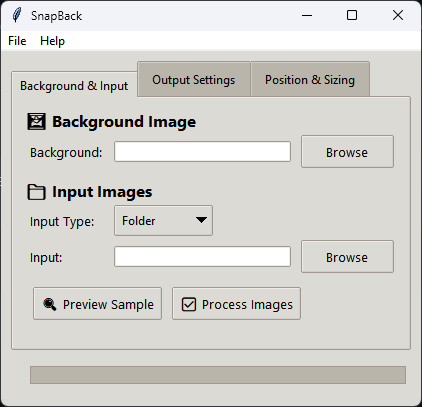 SnapBack
File Help
Background & Input Output Settings Position & Sizing
Background Image
Background: Browse
Input Images
Input Type: Folder
Input: Browse
Preview Sample Process Images